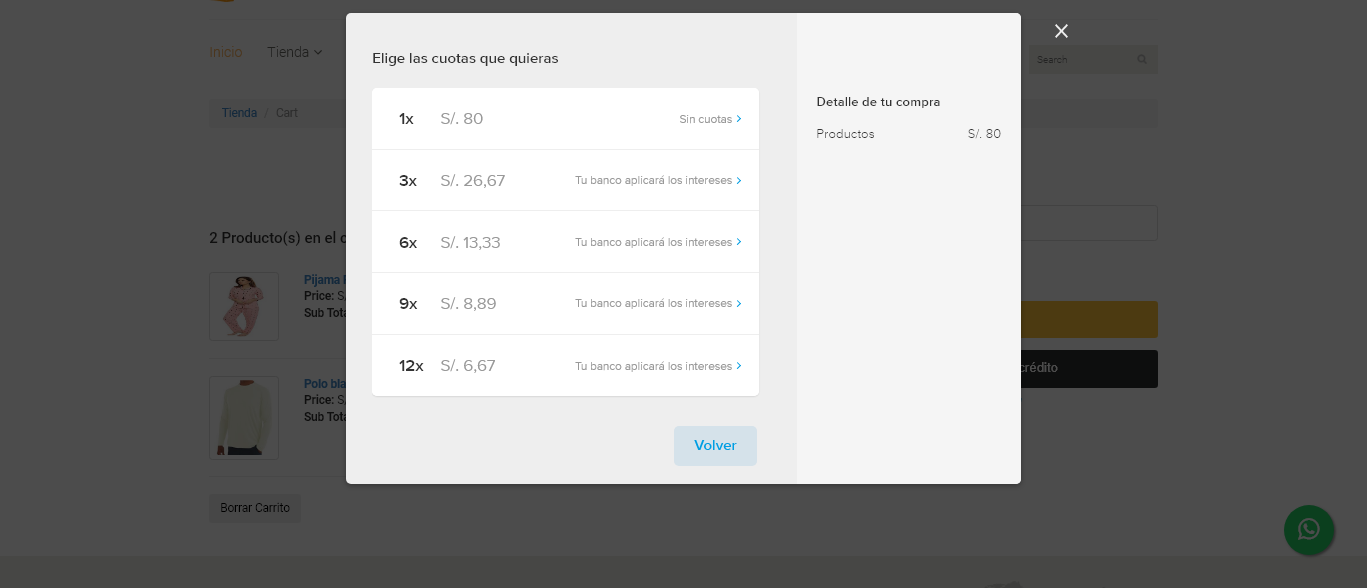 Inicio
Tienda
Search
Tienda / Cart
2 Producto(s) en el
Pijama
Price: S/
Sub Tota
Polo bla
Price: S/
Sub Tota
Borrar Carrito
Elige las cuotas que quieras
1x S/. 80 Sin cuotas
3x S/. 26,67 Tu banco aplicará los intereses
6x S/. 13,33 Tu banco aplicará los intereses
9x S/. 8,89 Tu banco aplicará los intereses
12x S/. 6,67 Tu banco aplicará los intereses
Volver
Detalle de tu compra
Productos S/. 80
crédito